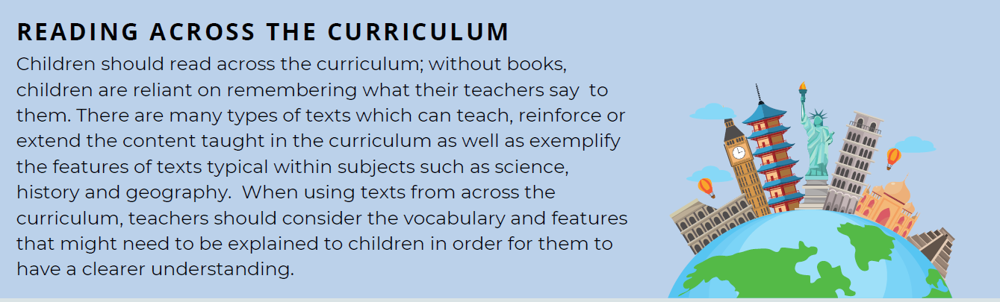 READING ACROSS THE CURRICULUM
Children should read across the curriculum; without books,
children are reliant on remembering what their teachers say  to
them. There are many types of texts which can teach, reinforce or
extend the content taught in the curriculum as well as exemplify
the features of texts typical within subjects such as science,
history and geography.  When using texts from across the
curriculum, teachers should consider the vocabulary and features
that might need to be explained to children in order for them to
have a clearer understanding.